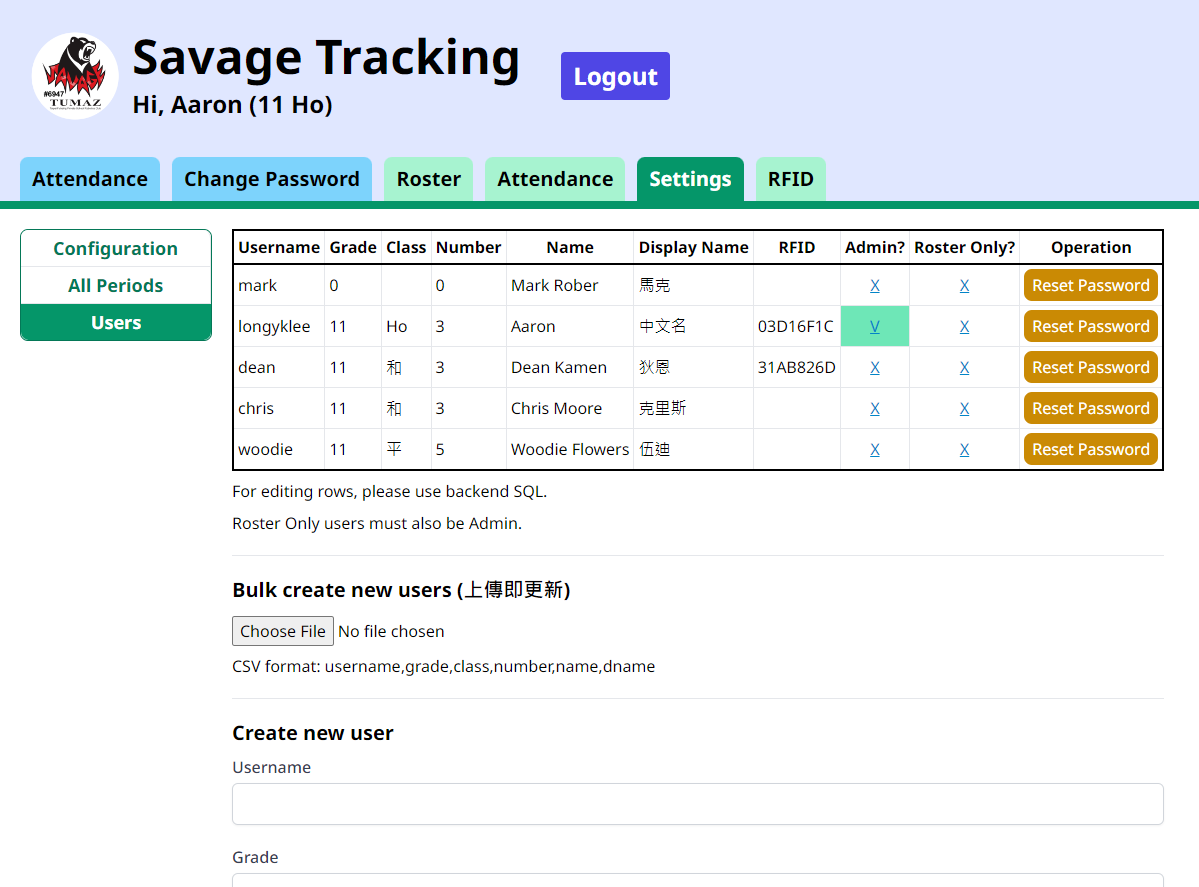 SAVAGE
#6947
TUMAZ
Savage Tracking
Hi, Aaron (11 Ho)
Logout
Attendance Change Password Roster Attendance Settings RFID
Configuration
All Periods
Users
Username Grade Class Number Name Display Name RFID Admin? Roster Only? Operation
mark 0 0 Mark Rober 馬克 X X Reset Password
longyklee 11 Ho 3 Aaron 中文名 03D16F1C V X Reset Password
dean 11 和 3 Dean Kamen 狄恩 31AB826D X X Reset Password
chris 11 和 3 Chris Moore 克里斯 X X Reset Password
woodie 11 平 5 Woodie Flowers 伍迪 X X Reset Password
For editing rows, please use backend SQL.
Roster Only users must also be Admin.
Bulk create new users (上傳即更新)
Choose File No file chosen
CSV format: username,grade,class,number,name,dname
Create new user
Username
Grade